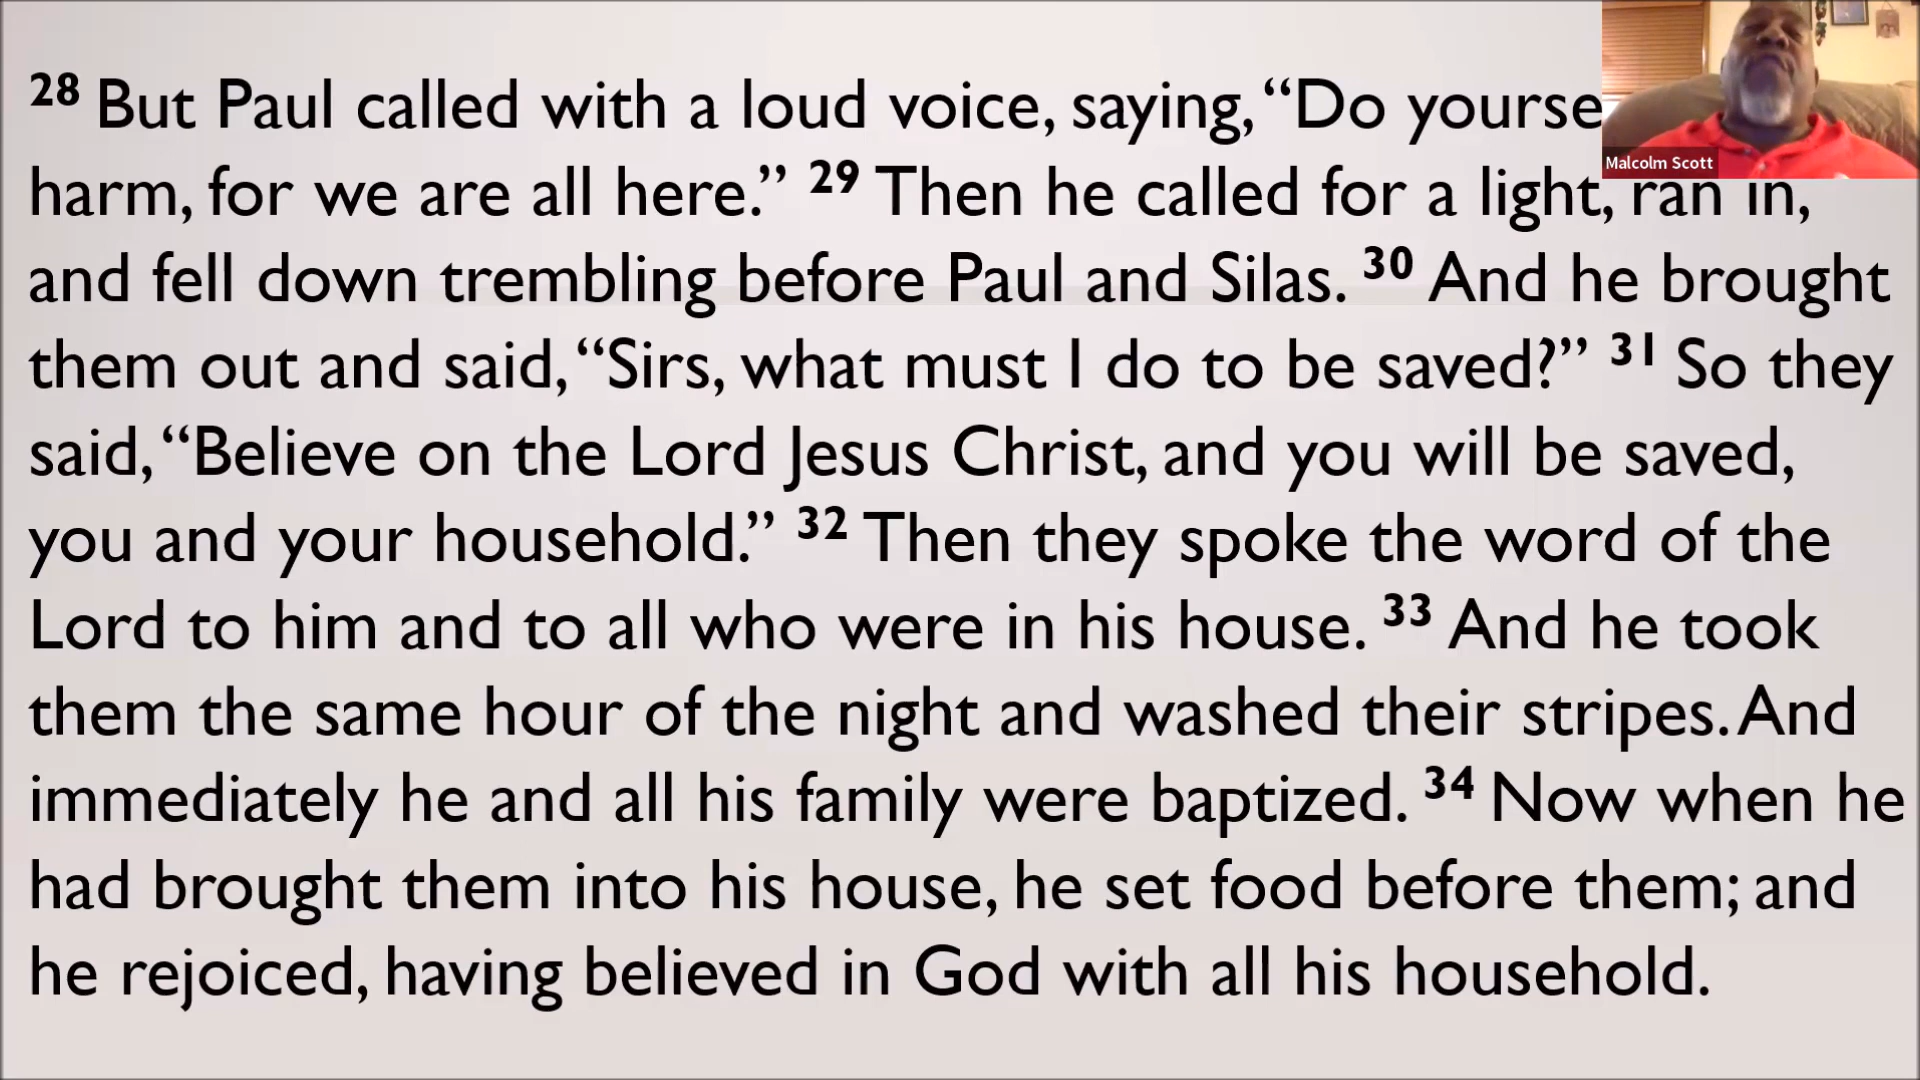 28 But Paul called with a loud voice, saying, “Do
harm, for we are all here.” 29 Then he called for a light, ran in,
and fell down trembling before Paul and Silas. 30 And he brought
them out and said, “Sirs, what must I do to be saved?” 31 So they
said, “Believe on the Lord Jesus Christ, and you will be saved,
you and your household.” 32 Then they spoke the word of the
Lord to him and to all who were in his house. 33 And he took
them the same hour of the night and washed their stripes. And
immediately he and all his family were baptized. 34 Now when he
had brought them into his house, he set food before them; and
he rejoiced, having believed in God with all his household.
Malcolm Scott